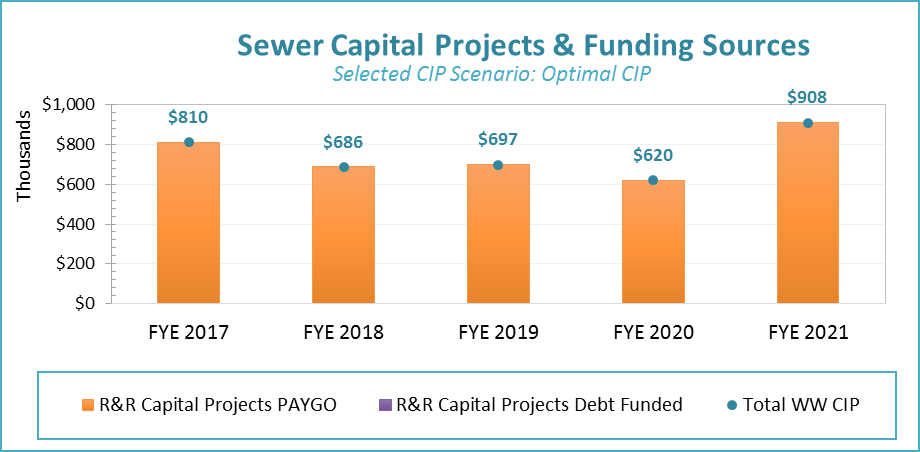 Sewer Capital Projects & Funding Sources
Selected CIP Scenario: Optimal CIP
Thousands
$1,000
$800
$600
$400
$200
$0
$810
$686
$697
$620
$908
FYE 2017
FYE 2018
FYE 2019
FYE 2020
FYE 2021
R&R Capital Projects PAYGO
R&R Capital Projects Debt Funded
Total WW CIP